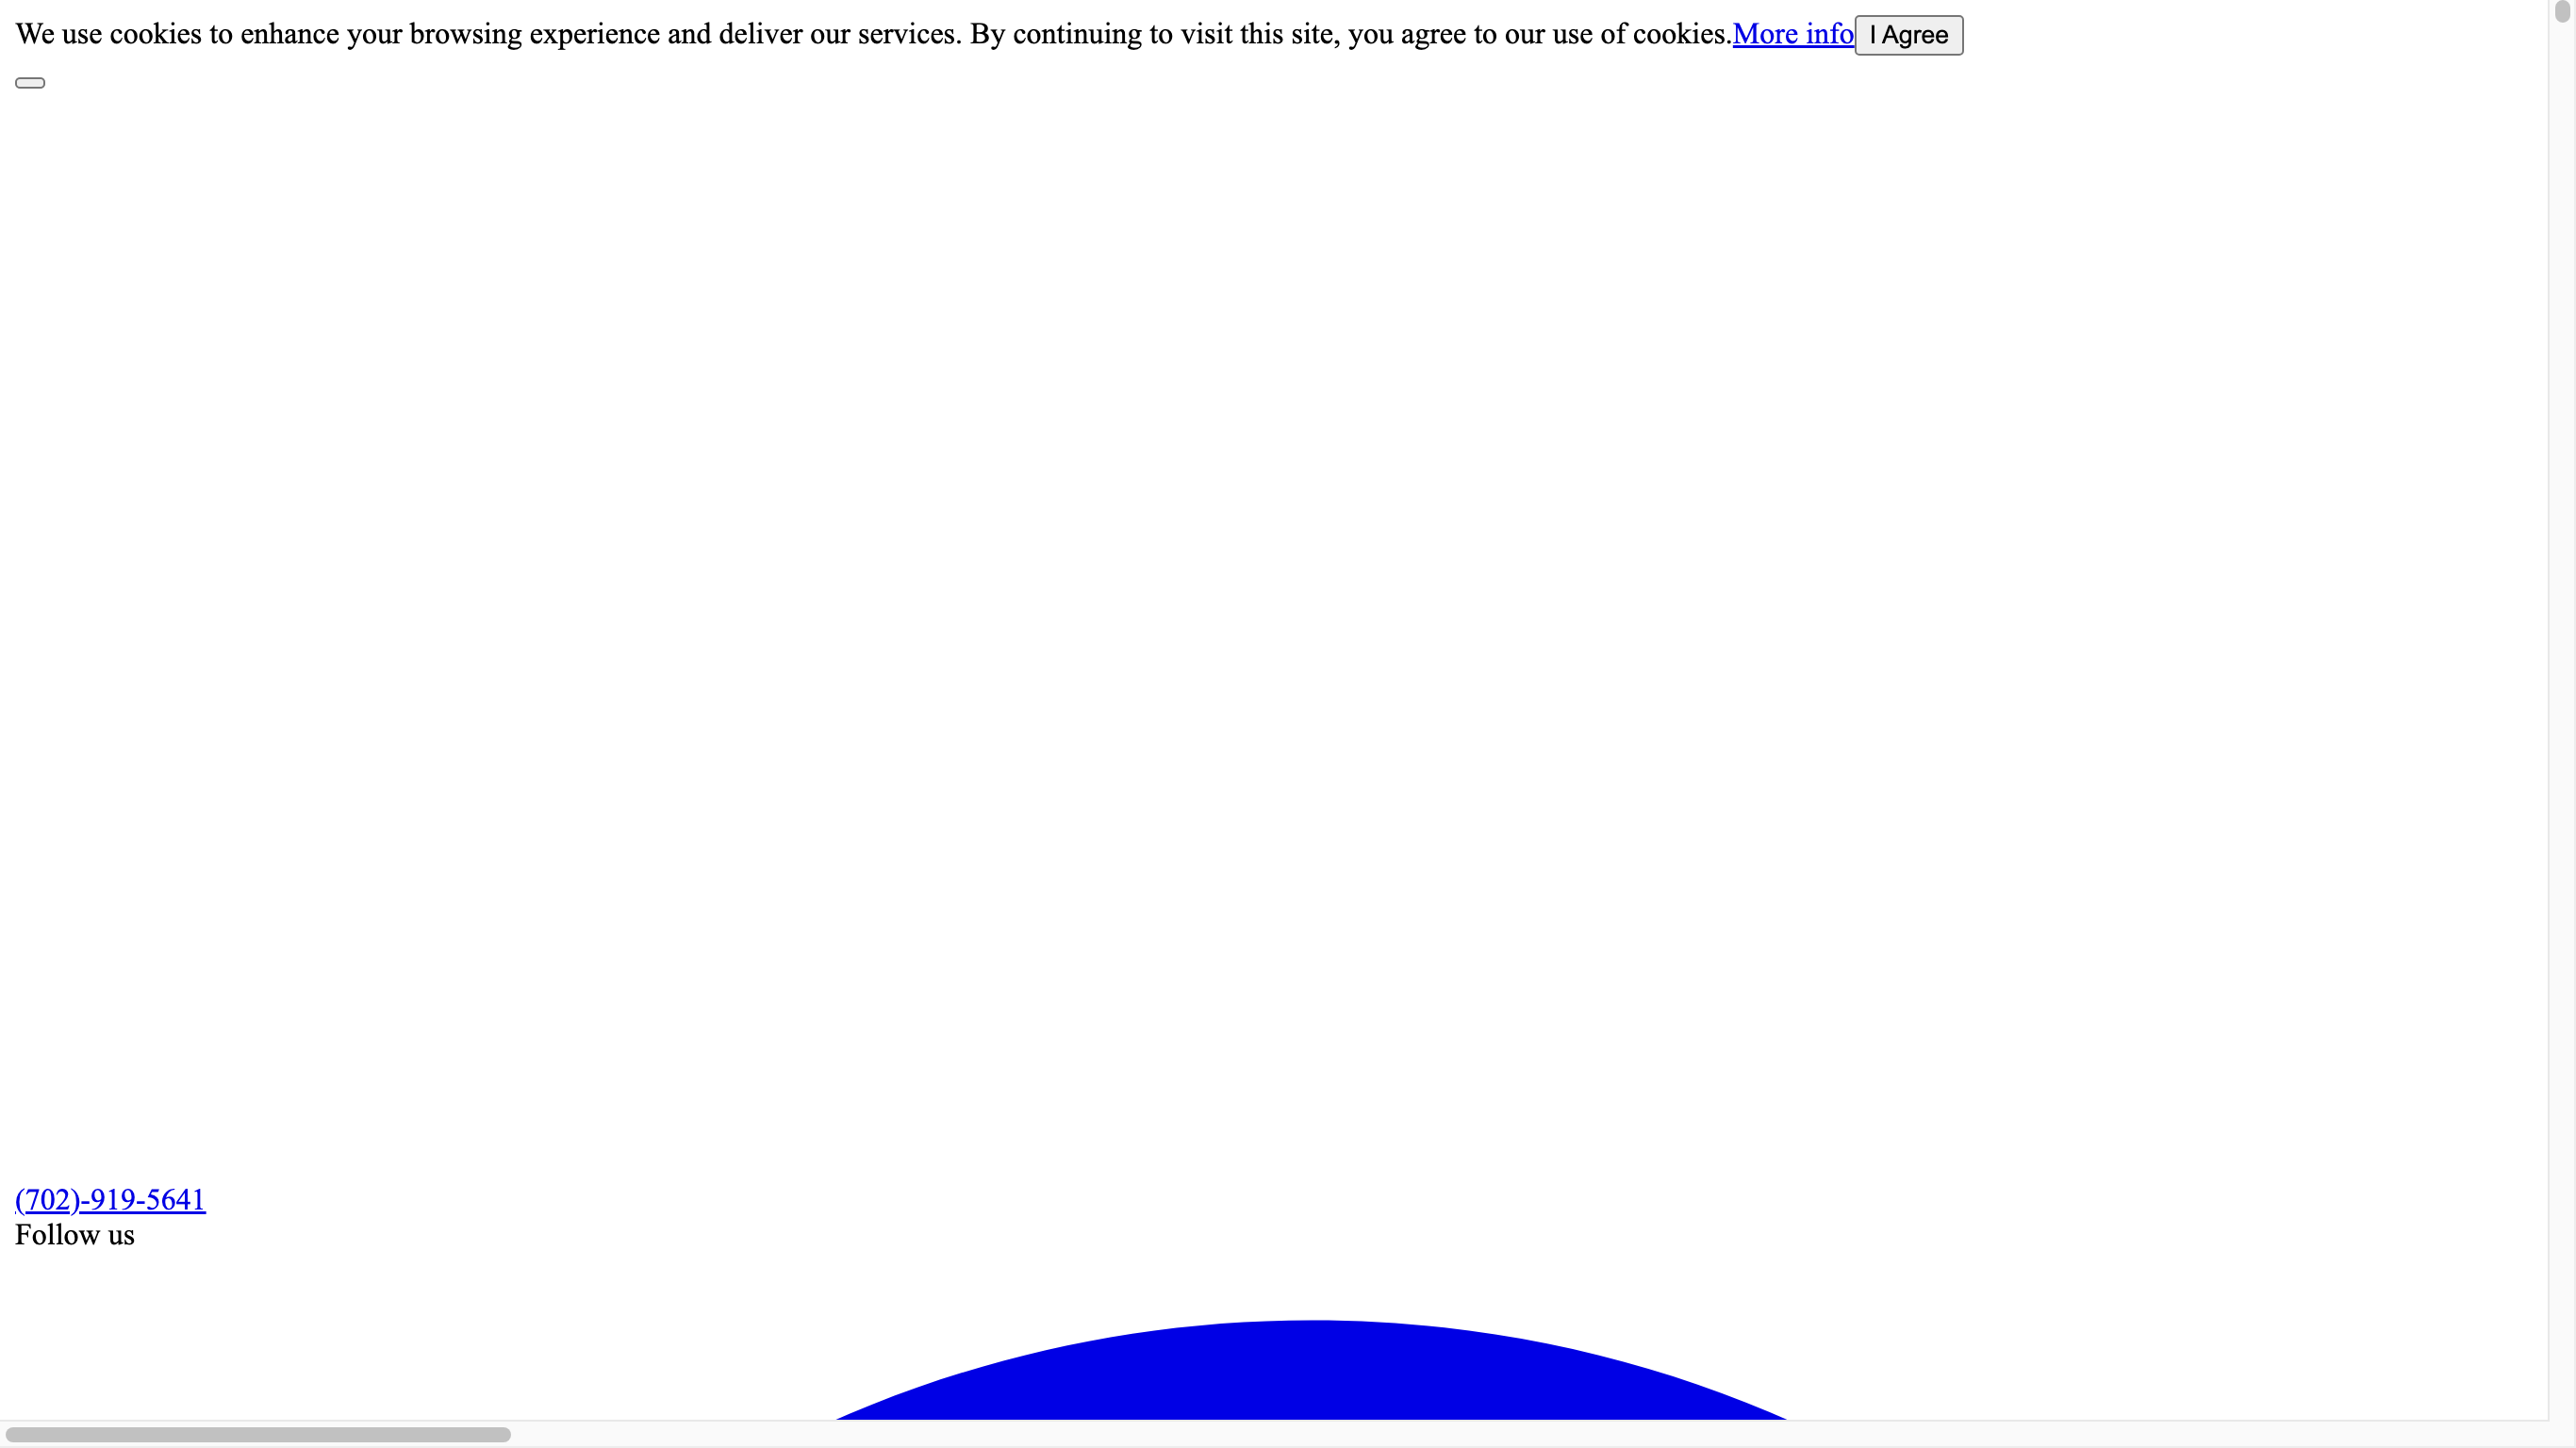 We use cookies to enhance your browsing experience and deliver our services. By continuing to visit this site, you agree to our use of cookies.More info I Agree
(702)-919-5641
Follow us